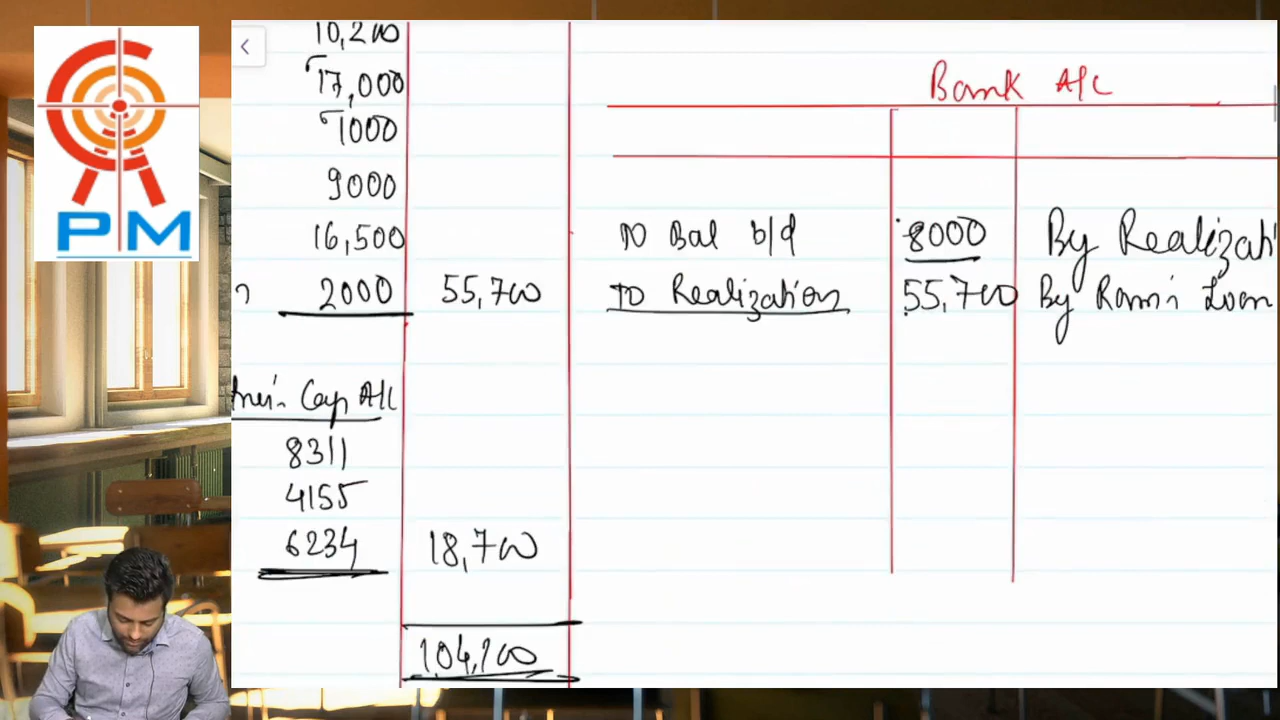 10,200
17,000
1000
9000
16,500
2000 55,700
Cap A/c
8311
4155
6234 18,700
104,100
Bank A/c
To Bal b/d 8000 By Realizati
To Realization 55,700 By Ram's Loan
PM